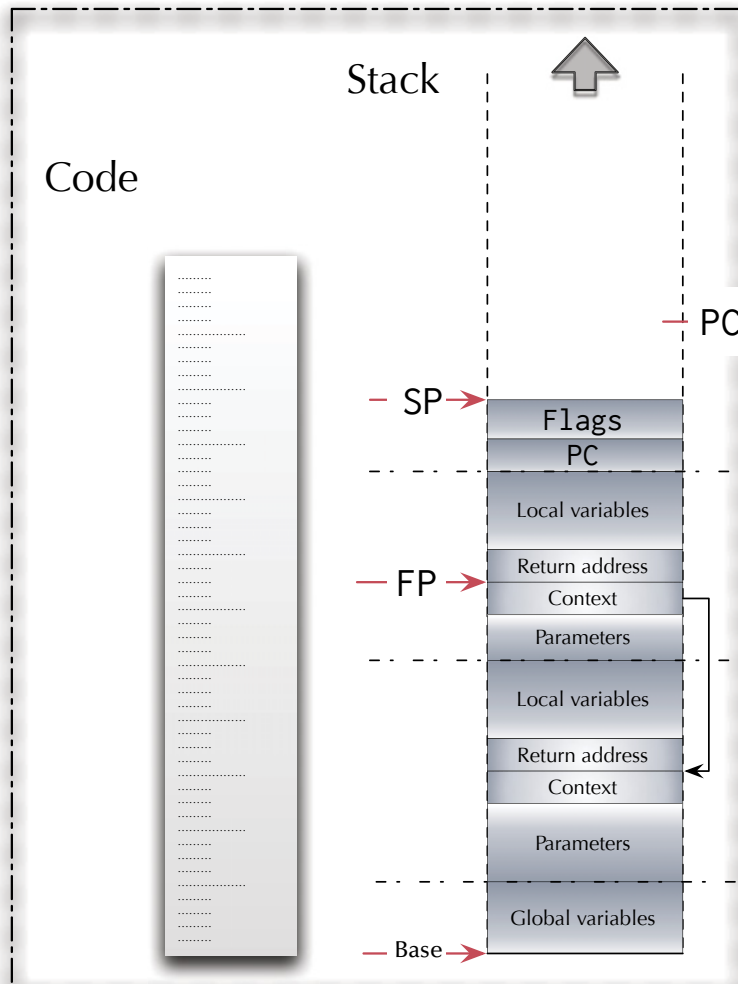 Stack
Code
PC
SP
Flags
PC
Local variables
Return address
FP
Context
Parameters
Local variables
Return address
Context
Parameters
Global variables
Base